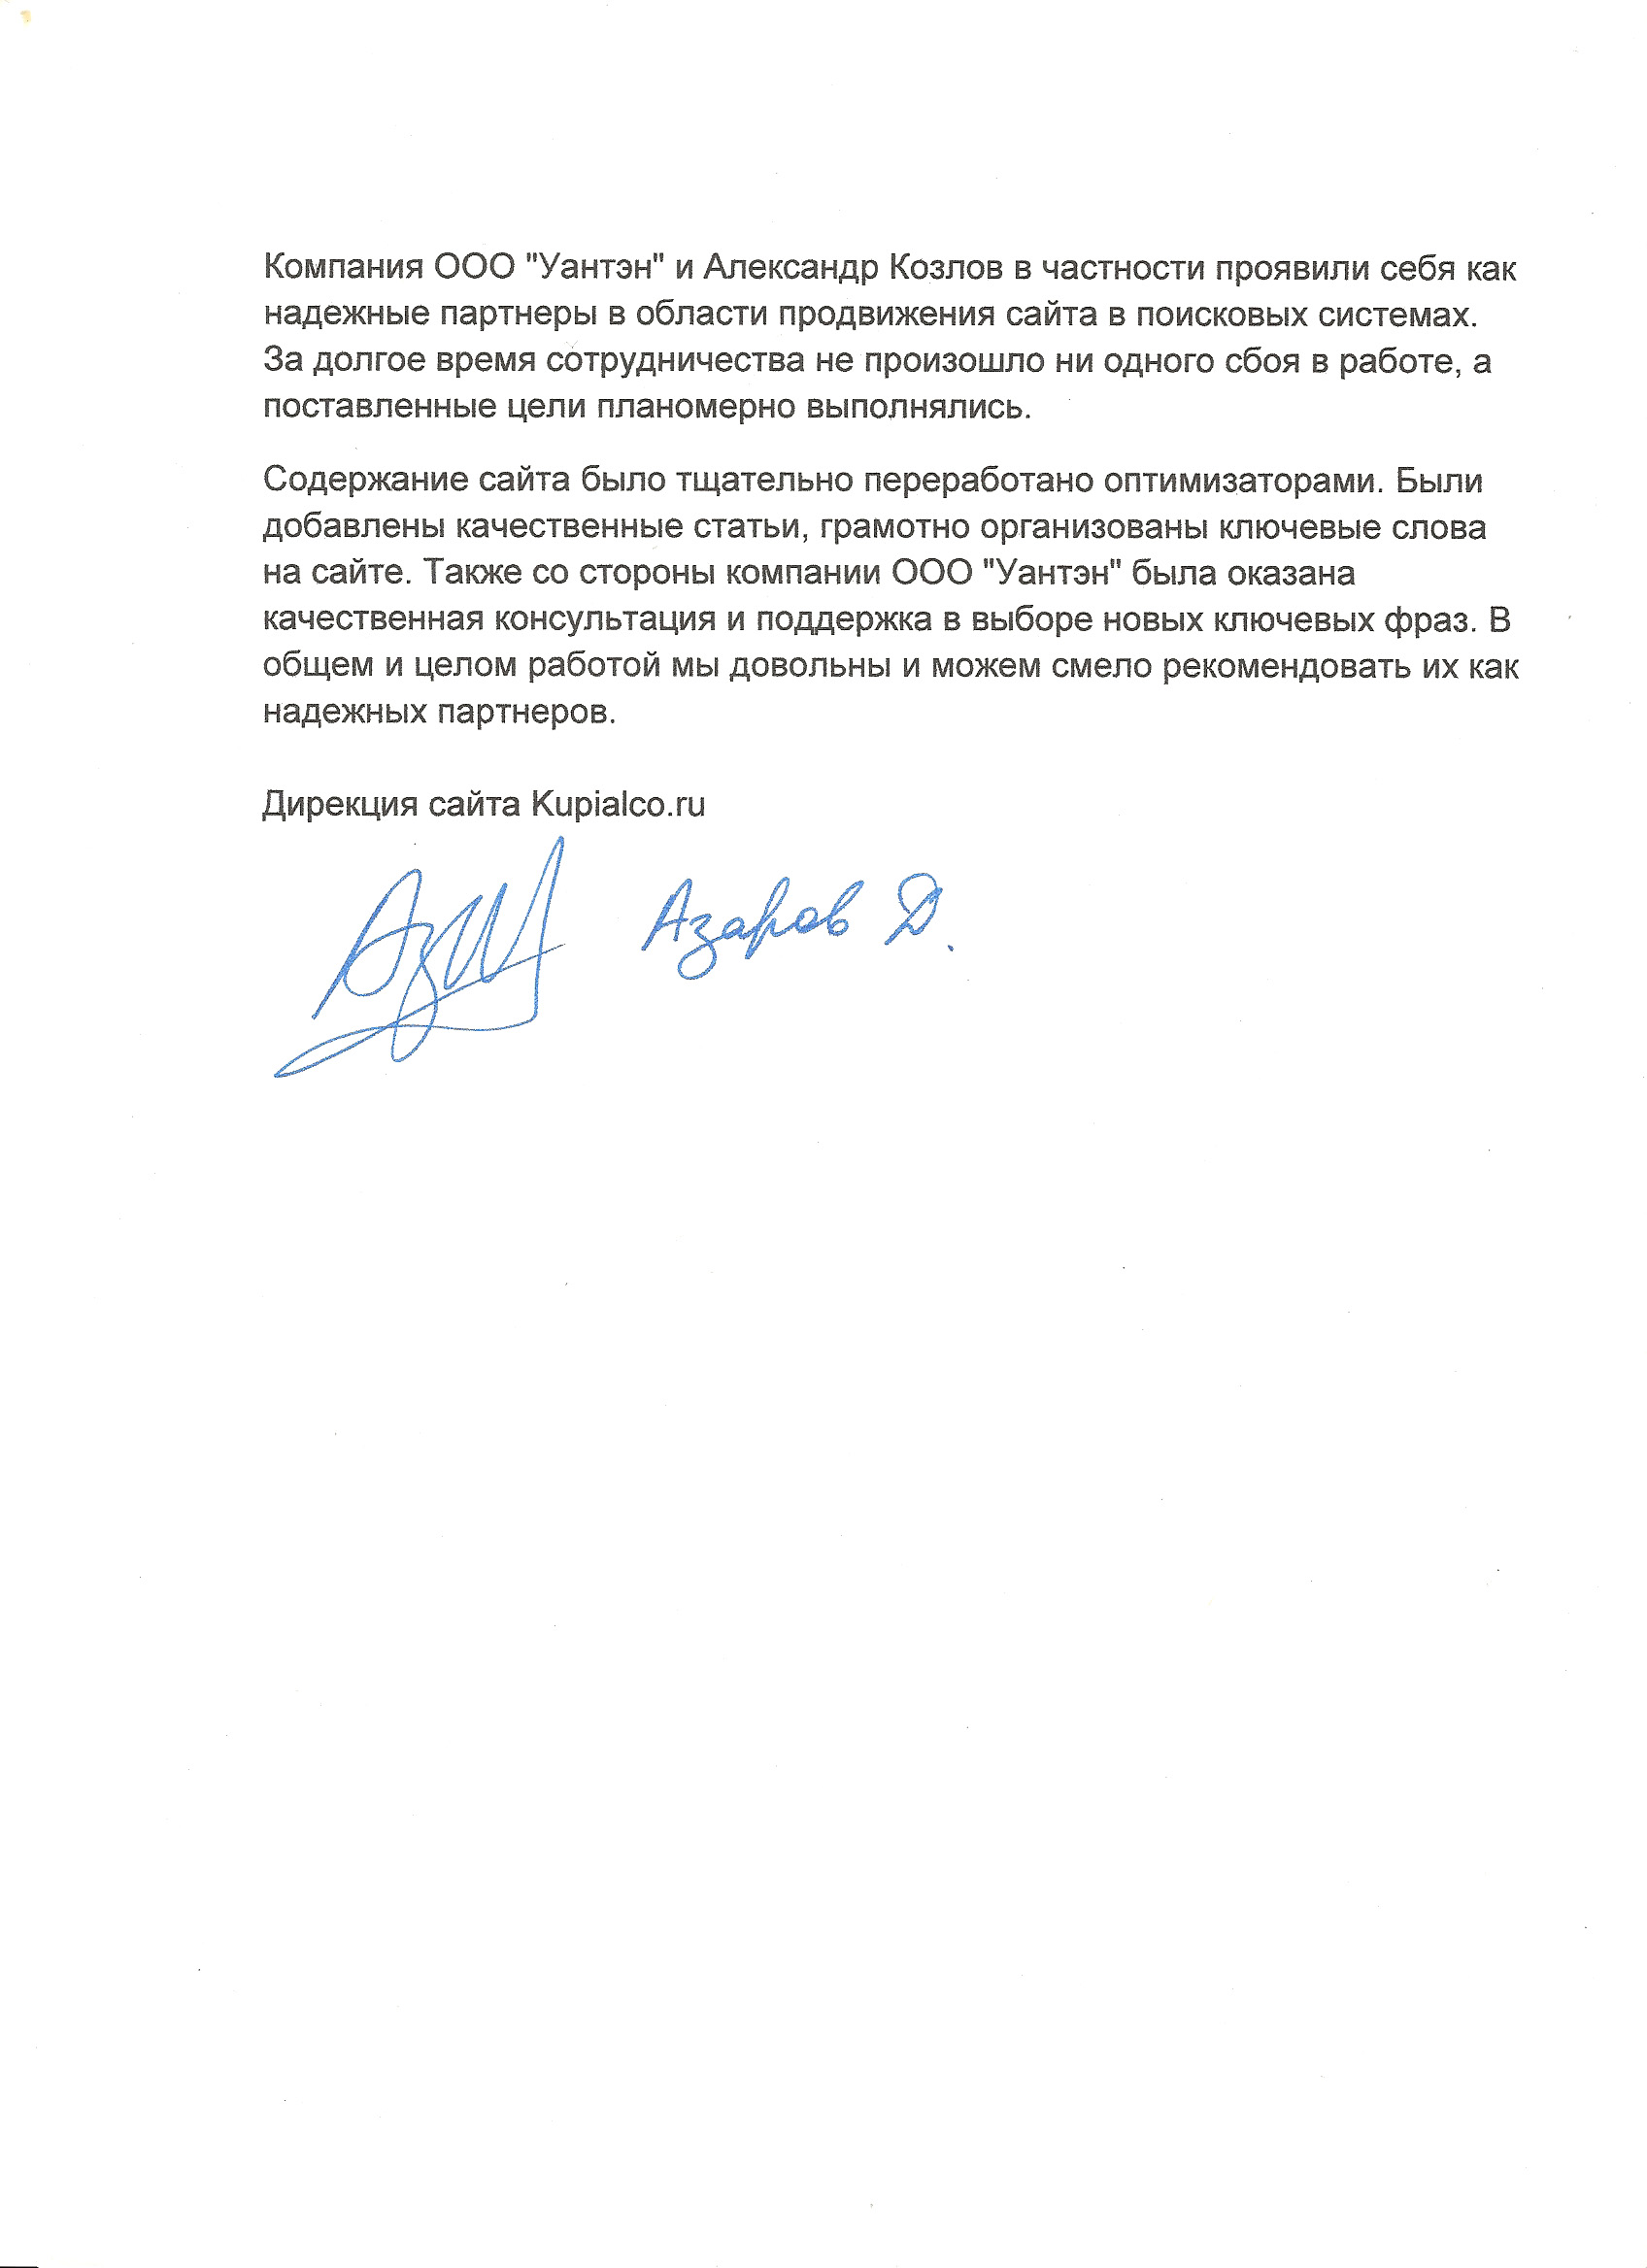 Компания ООО "Уантэн" и Александр Козлов в частности проявили себя как
надежные партнеры в области продвижения сайта в поисковых системах.
За долгое время сотрудничества не произошло ни одного сбоя в работе, а
поставленные цели планомерно выполнялись.
Содержание сайта было тщательно переработано оптимизаторами. Были
добавлены качественные статьи, грамотно организованы ключевые слова
на сайте. Также со стороны компании ООО "Уантэн" была оказана
качественная консультация и поддержка в выборе новых ключевых фраз. В
общем и целом работой мы довольны и можем смело рекомендовать их как
надежных партнеров.
Дирекция сайта Kupialco.ru
Азаров Д.